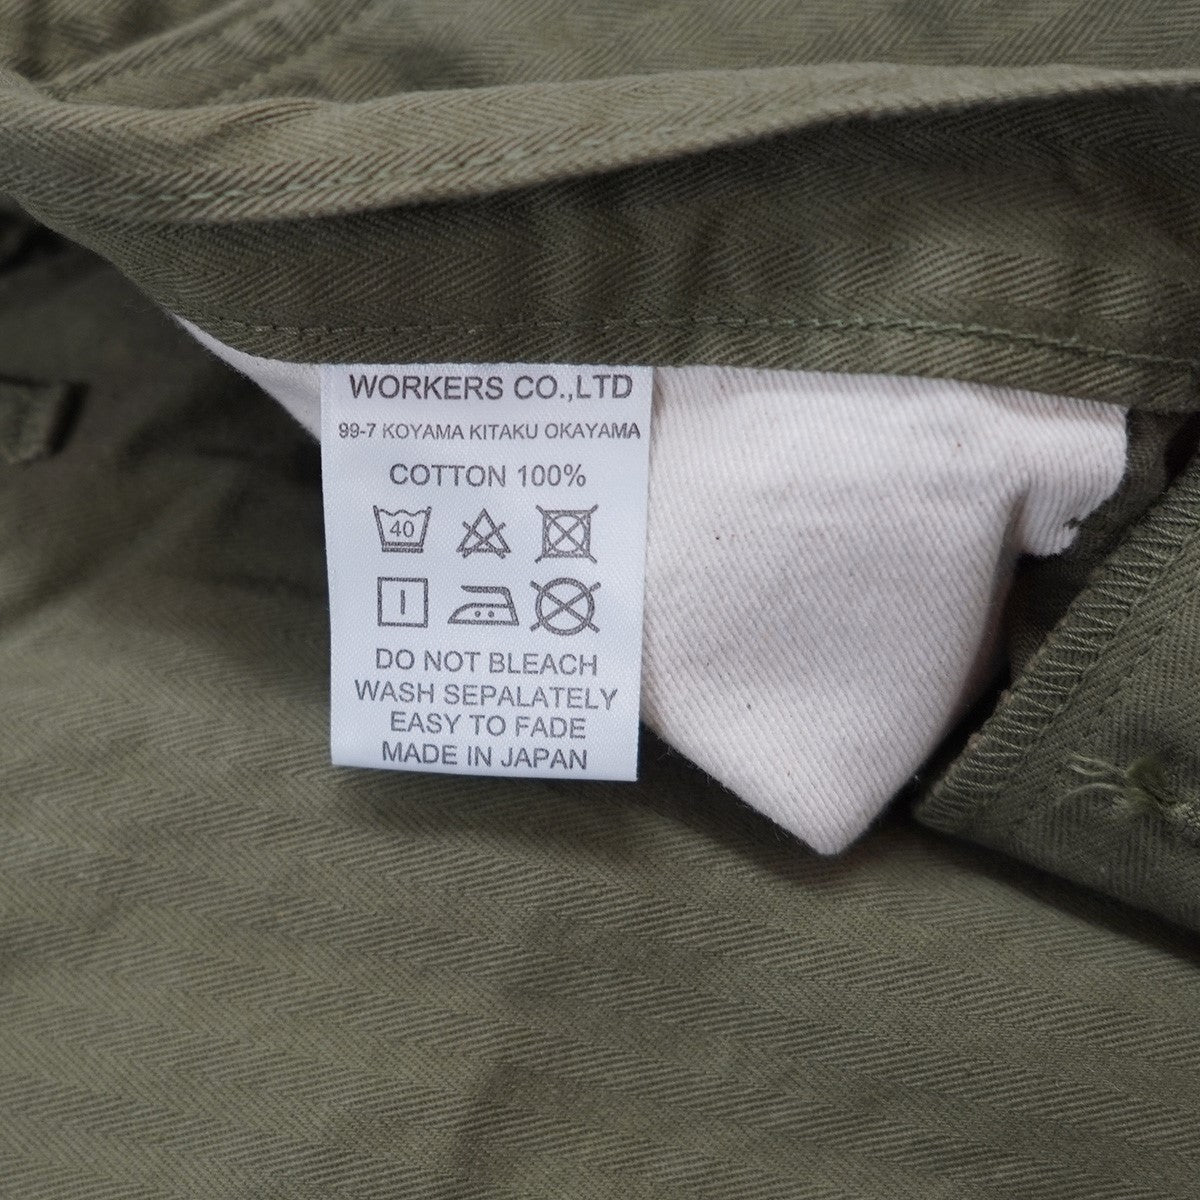 WORKERS CO.,LTD
99-7 KOYAMA KITAKU OKAYAMA
COTTON 100%
40
DO NOT BLEACH
WASH SEPALATELY
EASY TO FADE
MADE IN JAPAN